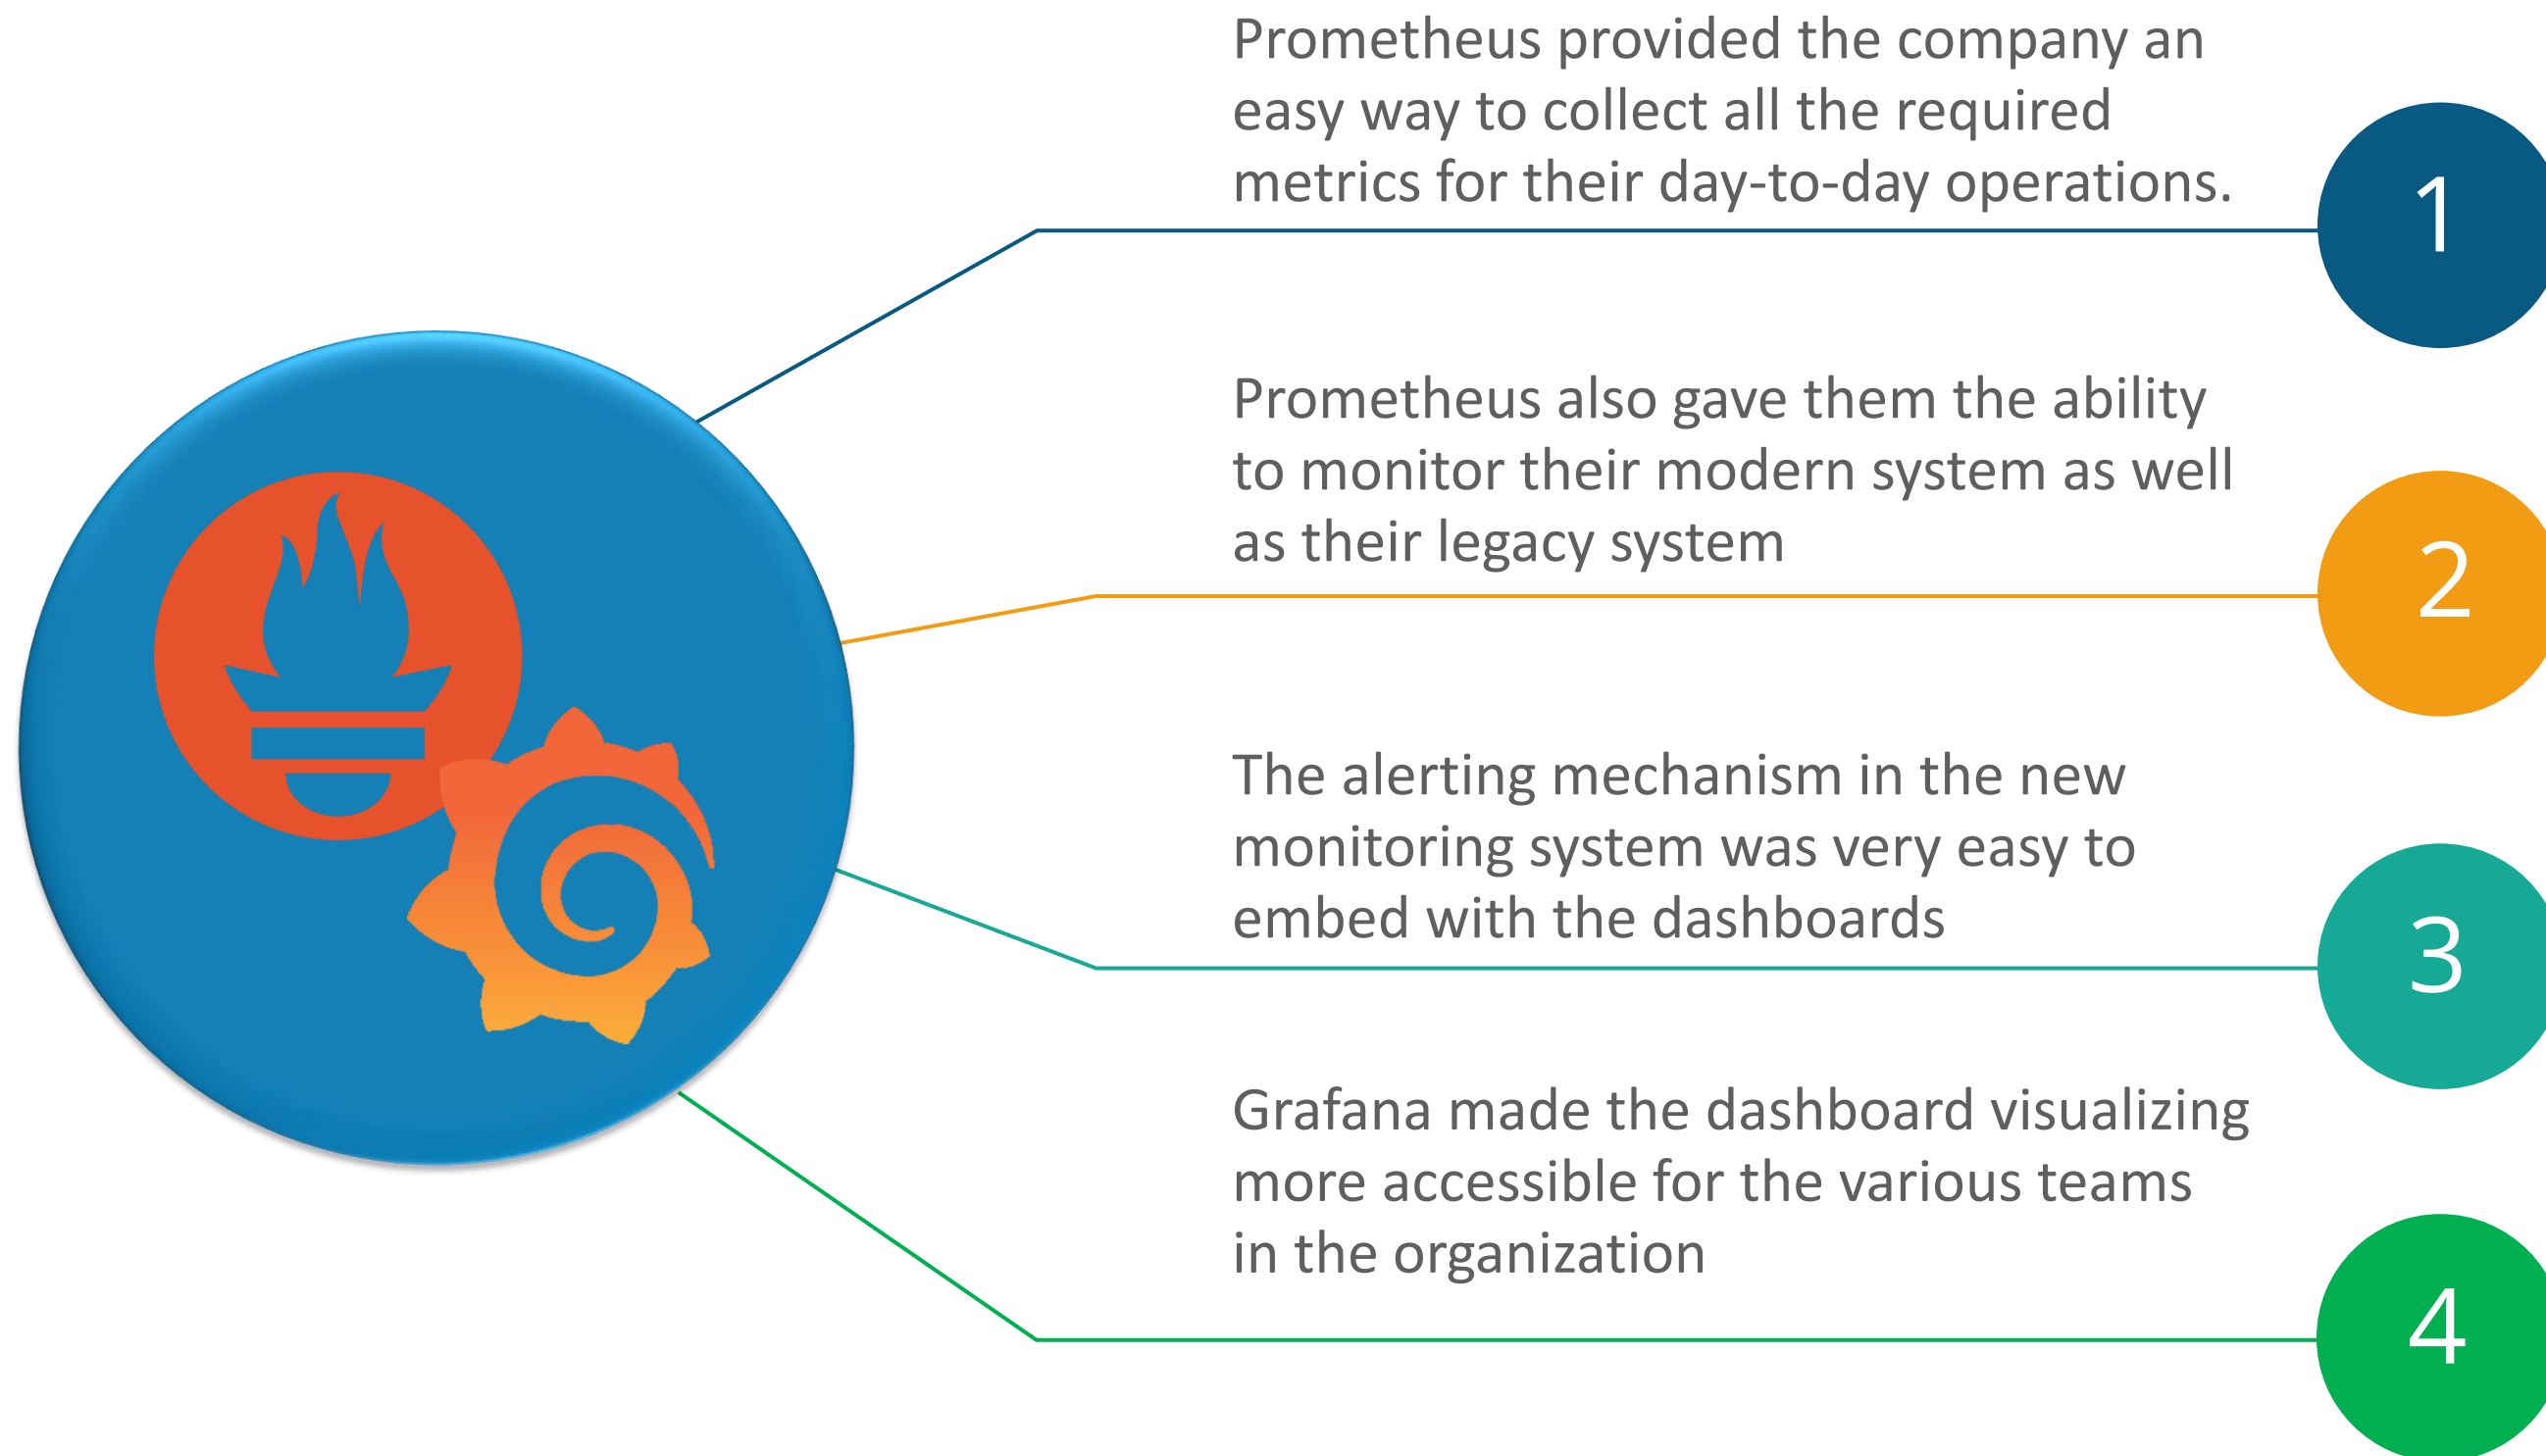 Prometheus provided the company an
easy way to collect all the required
metrics for their day-to-day operations.
1
Prometheus also gave them the ability
to monitor their modern system as well
as their legacy system
2
The alerting mechanism in the new
monitoring system was very easy to
embed with the dashboards
3
Grafana made the dashboard visualizing
more accessible for the various teams
in the organization
4